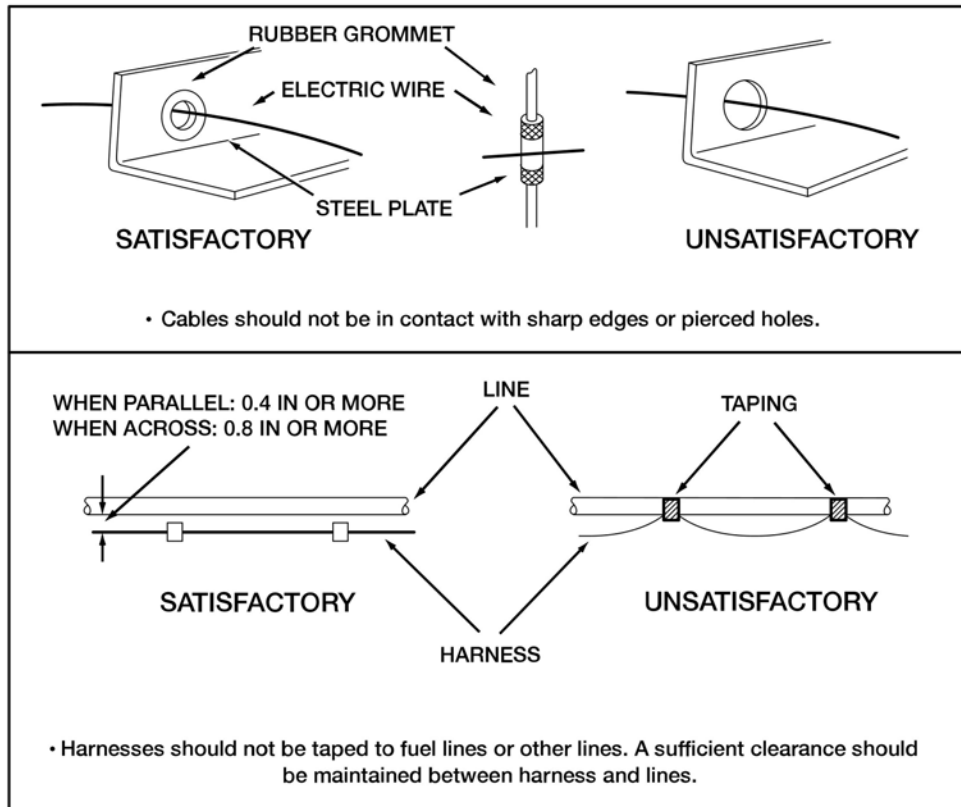 RUBBER GROMMET
ELECTRIC WIRE
STEEL PLATE
SATISFACTORY
UNSATISFACTORY
• Cables should not be in contact with sharp edges or pierced holes.
WHEN PARALLEL: 0.4 IN OR MORE
WHEN ACROSS: 0.8 IN OR MORE
LINE
TAPING
SATISFACTORY
UNSATISFACTORY
HARNESS
• Harnesses should not be taped to fuel lines or other lines. A sufficient clearance should
be maintained between harness and lines.